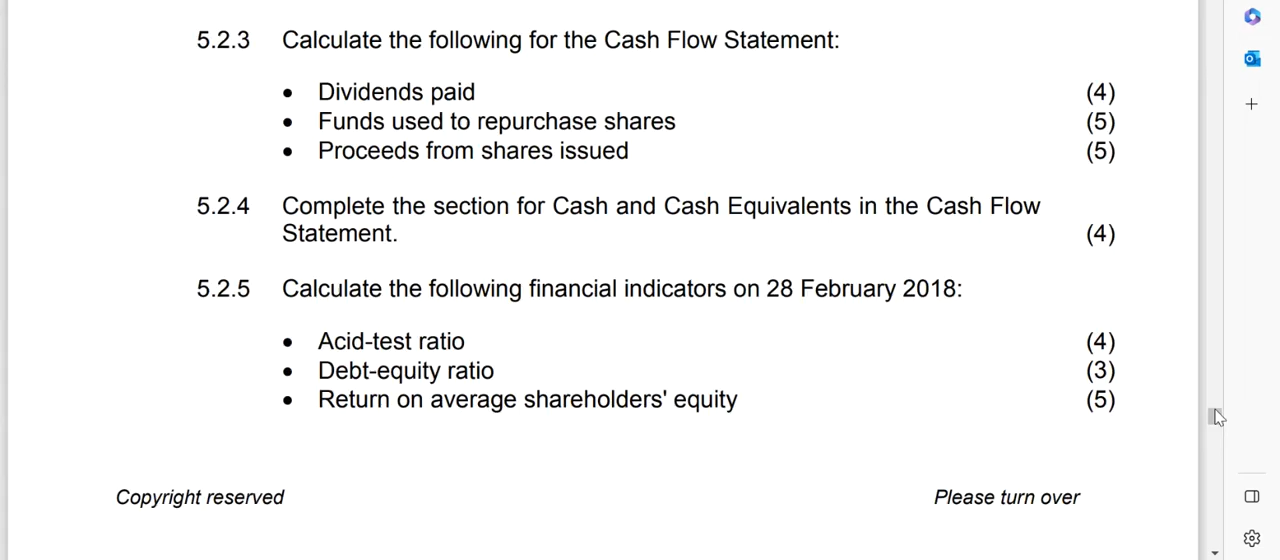 5.2.3 Calculate the following for the Cash Flow Statement:
• Dividends paid (4)
• Funds used to repurchase shares (5)
• Proceeds from shares issued (5)
5.2.4 Complete the section for Cash and Cash Equivalents in the Cash Flow
Statement. (4)
5.2.5 Calculate the following financial indicators on 28 February 2018:
• Acid-test ratio (4)
• Debt-equity ratio (3)
• Return on average shareholders' equity (5)
Copyright reserved Please turn over